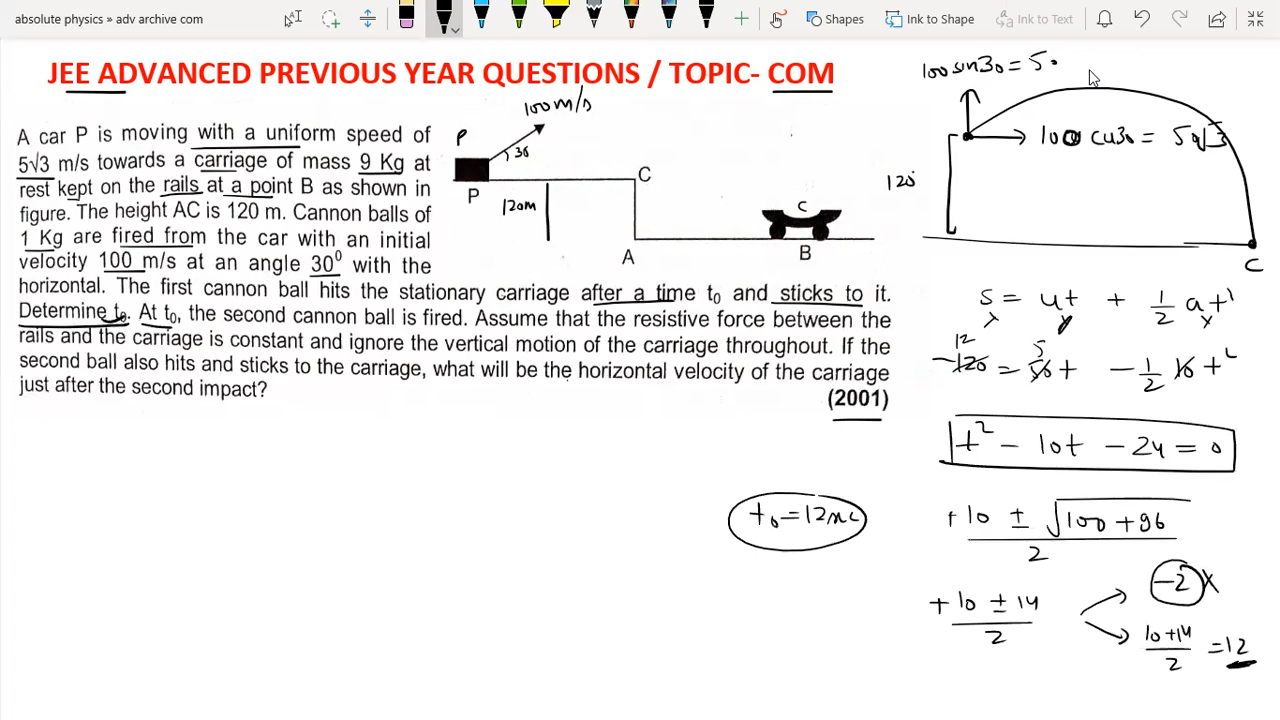 absolute physics » adv archive com
Shapes
Ink to Shape
Ink to Text
JEE ADVANCED PREVIOUS YEAR QUESTIONS / TOPIC- COM
A car P is moving with a uniform speed of
5√3 m/s towards a carriage of mass 9 Kg at
rest kept on the rails at a point B as shown in
figure. The height AC is 120 m. Cannon balls of
1 Kg are fired from the car with an initial
velocity 100 m/s at an angle 30⁰ with the
horizontal. The first cannon ball hits the stationary carriage after a time t₀ and sticks to it.
Determine t₀. At t₀, the second cannon ball is fired. Assume that the resistive force between the
rails and the carriage is constant and ignore the vertical motion of the carriage throughout. If the
second ball also hits and sticks to the carriage, what will be the horizontal velocity of the carriage
just after the second impact?
(2001)
P
100m/s
30
P
120m
C
A
C
B
100 sin30 = 50
100 cos30 = 50√3
120
C
s = ut + 1/2 at²
12
5
-120 = 50t - 1/2 10 t²
t² - 10t - 24 = 0
+10 ± √100+96
2
+10 ± 14
2
-2 x
10+14
2
=12
t₀=12sec